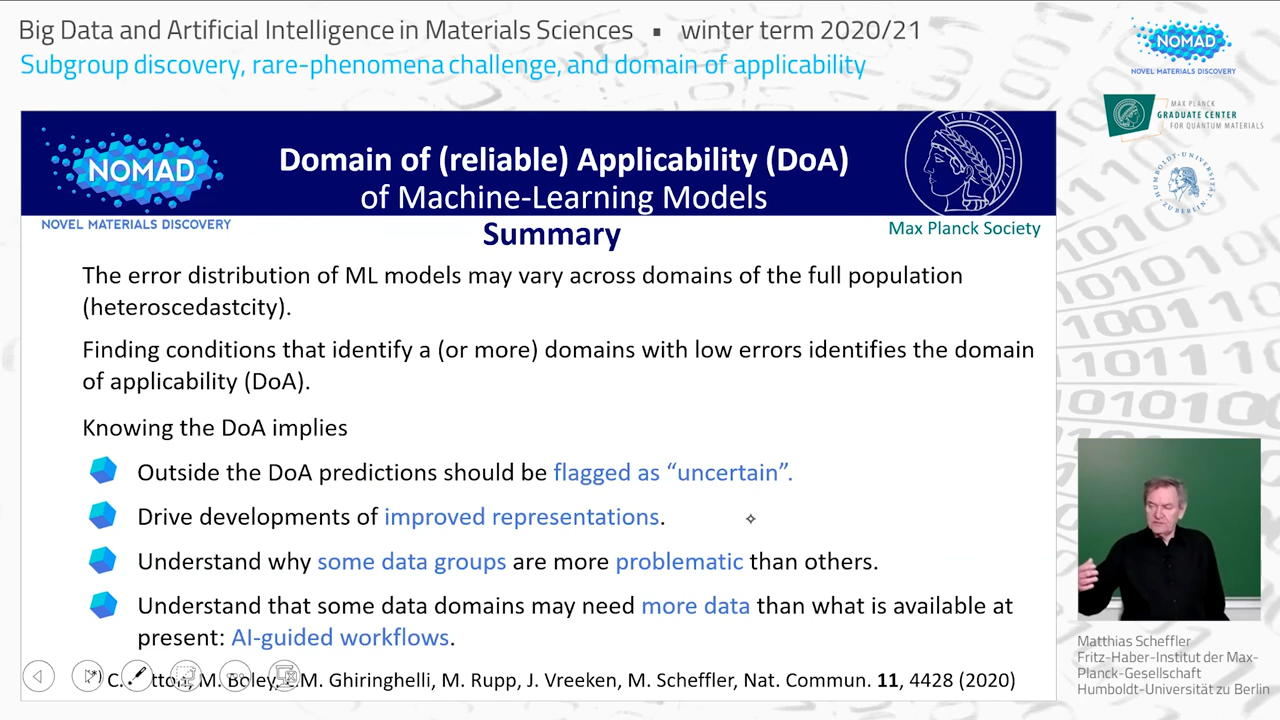 Big Data and Artificial Intelligence in Materials Sciences ▪ winter term 2020/21
Subgroup discovery, rare-phenomena challenge, and domain of applicability
NOMAD
NOVEL MATERIALS DISCOVERY
MAX PLANCK
GRADUATE CENTER
FOR QUANTUM MATERIALS
HUMBOLDT-UNIVERSITÄT
ZU BERLIN
NOMAD
NOVEL MATERIALS DISCOVERY
Domain of (reliable) Applicability (DoA)
of Machine-Learning Models
Summary
Max Planck Society
The error distribution of ML models may vary across domains of the full population
(heteroscedastcity).
Finding conditions that identify a (or more) domains with low errors identifies the domain
of applicability (DoA).
Knowing the DoA implies
Outside the DoA predictions should be flagged as “uncertain”.
Drive developments of improved representations.
Understand why some data groups are more problematic than others.
Understand that some data domains may need more data than what is available at
present: AI-guided workflows.
C. M. Boley, M. Ghiringhelli, M. Rupp, J. Vreeken, M. Scheffler, Nat. Commun. 11, 4428 (2020)
Matthias Scheffler
Fritz-Haber-Institut der Max-
Planck-Gesellschaft
Humboldt-Universität zu Berlin